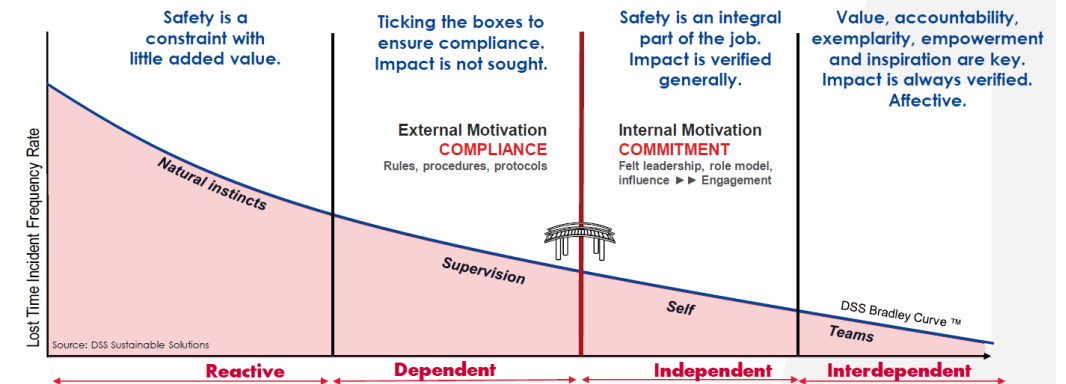 Safety is a
constraint with
little added value.
Ticking the boxes to
ensure compliance.
Impact is not sought.
Safety is an integral
part of the job.
Impact is verified
generally.
Value, accountability,
exemplarity, empowerment
and inspiration are key.
Impact is always verified.
Affective.
External Motivation
COMPLIANCE
Rules, procedures, protocols
Internal Motivation
COMMITMENT
Felt leadership, role model,
influence ►► Engagement
Lost Time Incident Frequency Rate
Natural instincts
Supervision
Self
Teams
DSS Bradley Curve ™
Source: DSS Sustainable Solutions
Reactive
Dependent
Independent
Interdependent